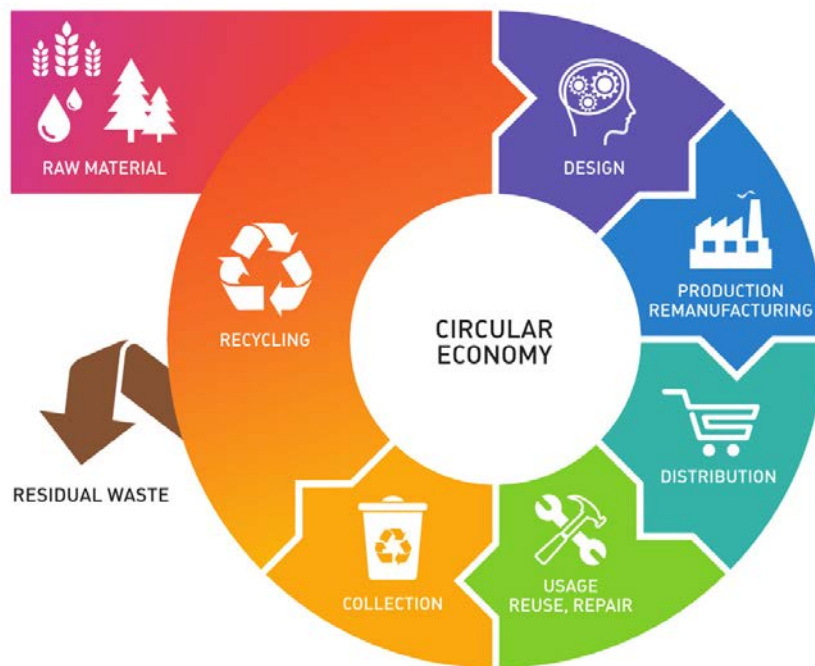 RAW MATERIAL
DESIGN
PRODUCTION
REMANUFACTURING
DISTRIBUTION
USAGE
REUSE, REPAIR
COLLECTION
RECYCLING
RESIDUAL WASTE
CIRCULAR
ECONOMY